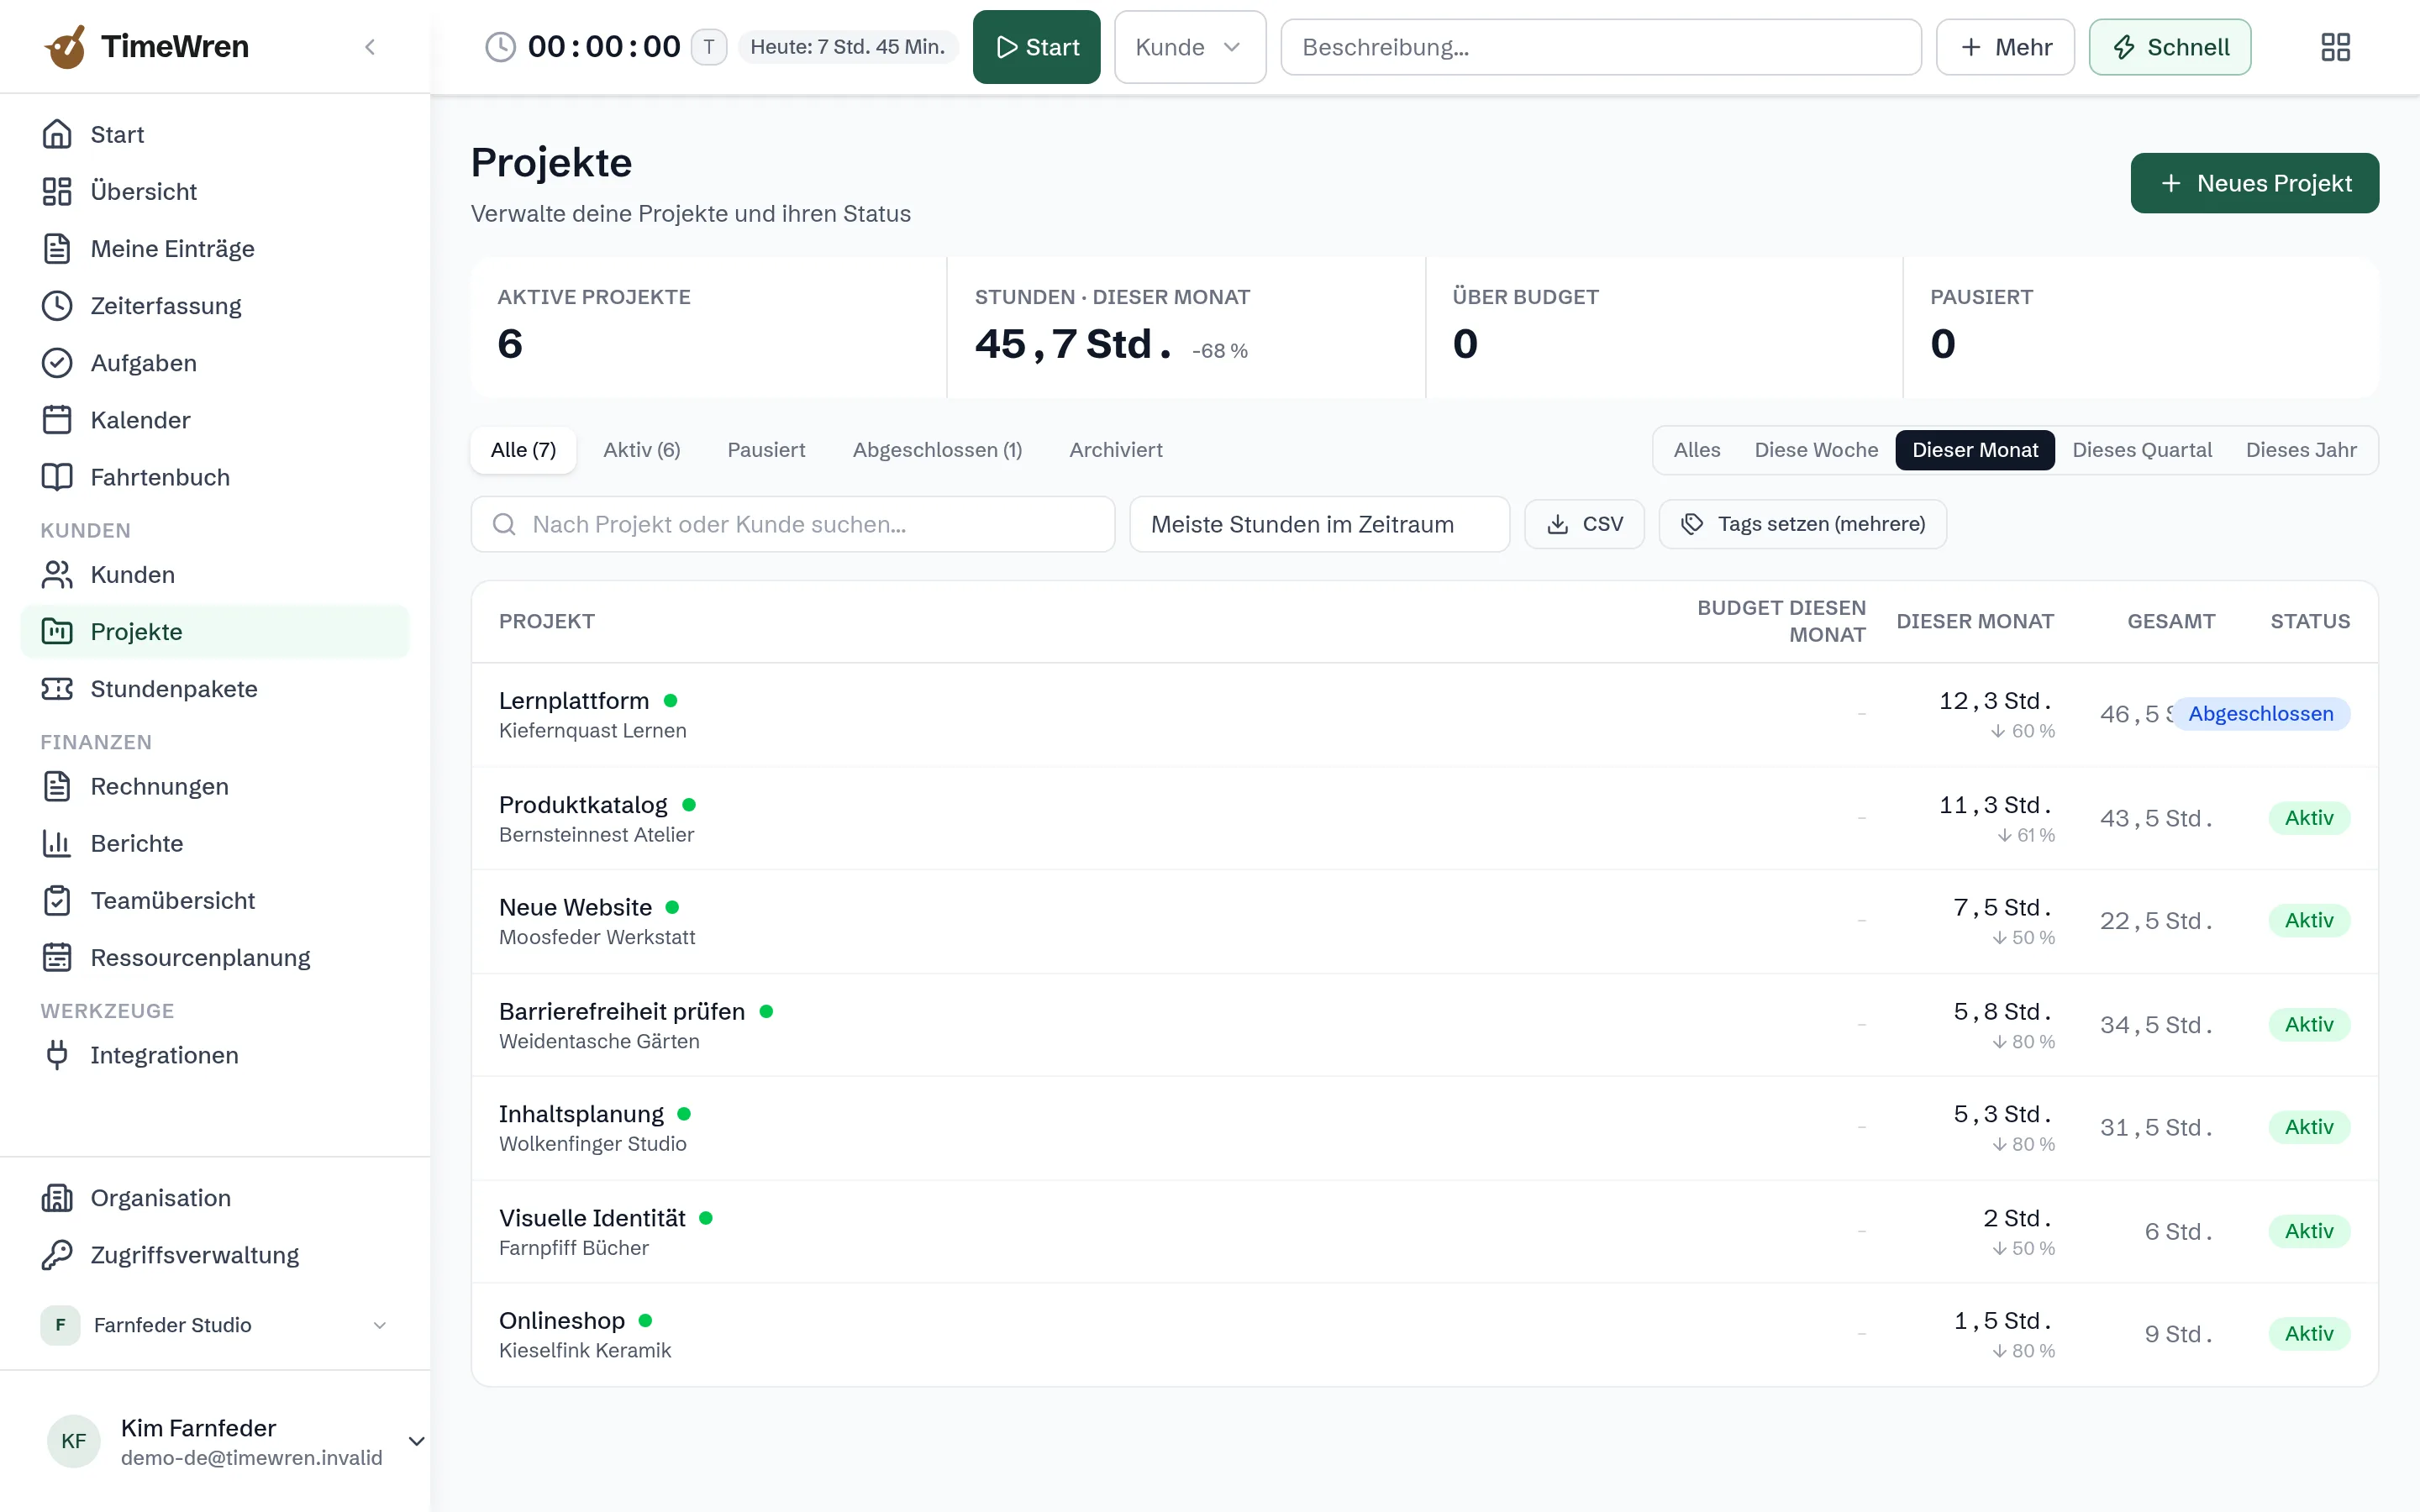 TimeWren
00:00:00
T
Heute: 7 Std. 45 Min.
Start
Kunde
Beschreibung...
Mehr
Schnell
Start
Übersicht
Meine Einträge
Zeiterfassung
Aufgaben
Kalender
Fahrtenbuch
KUNDEN
Kunden
Projekte
Stundenpakete
FINANZEN
Rechnungen
Berichte
Teamübersicht
Ressourcenplanung
WERKZEUGE
Integrationen
Organisation
Zugriffsverwaltung
F
Farnfeder Studio
KF
Kim Farnfeder
demo-de@timewren.invalid
Projekte
Verwalte deine Projekte und ihren Status
Neues Projekt
AKTIVE PROJEKTE
6
STUNDEN · DIESER MONAT
45,7 Std. -68 %
ÜBER BUDGET
0
PAUSIERT
0
Alle (7) Aktiv (6) Pausiert Abgeschlossen (1) Archiviert
Alles Diese Woche Dieser Monat Dieses Quartal Dieses Jahr
Nach Projekt oder Kunde suchen...
Meiste Stunden im Zeitraum
CSV
Tags setzen (mehrere)
PROJEKT
BUDGET DIESEN
MONAT
DIESER MONAT
GESAMT
STATUS
Lernplattform
Kiefernquast Lernen
–
12,3 Std.
↓ 60 %
46,5
Abgeschlossen
Produktkatalog
Bernsteinnest Atelier
–
11,3 Std.
↓ 61 %
43,5 Std.
Aktiv
Neue Website
Moosfeder Werkstatt
–
7,5 Std.
↓ 50 %
22,5 Std.
Aktiv
Barrierefreiheit prüfen
Weidentasche Gärten
–
5,8 Std.
↓ 80 %
34,5 Std.
Aktiv
Inhaltsplanung
Wolkenfinger Studio
–
5,3 Std.
↓ 80 %
31,5 Std.
Aktiv
Visuelle Identität
Farnpfiff Bücher
–
2 Std.
↓ 50 %
6 Std.
Aktiv
Onlineshop
Kieselfink Keramik
–
1,5 Std.
↓ 80 %
9 Std.
Aktiv